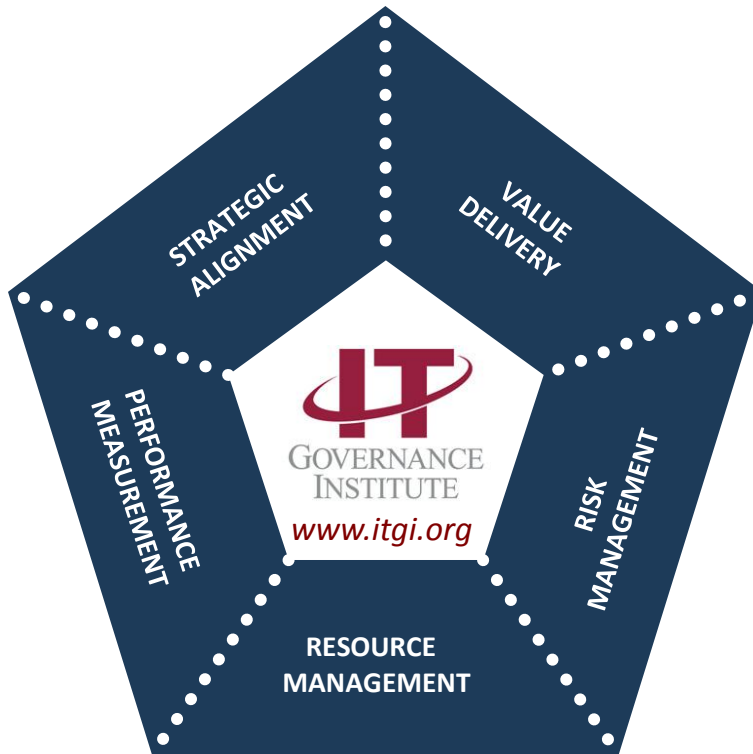 STRATEGIC
ALIGNMENT
VALUE
DELIVERY
PERFORMANCE
MEASUREMENT
IT
GOVERNANCE
INSTITUTE
www.itgi.org
RISK
MANAGEMENT
RESOURCE
MANAGEMENT